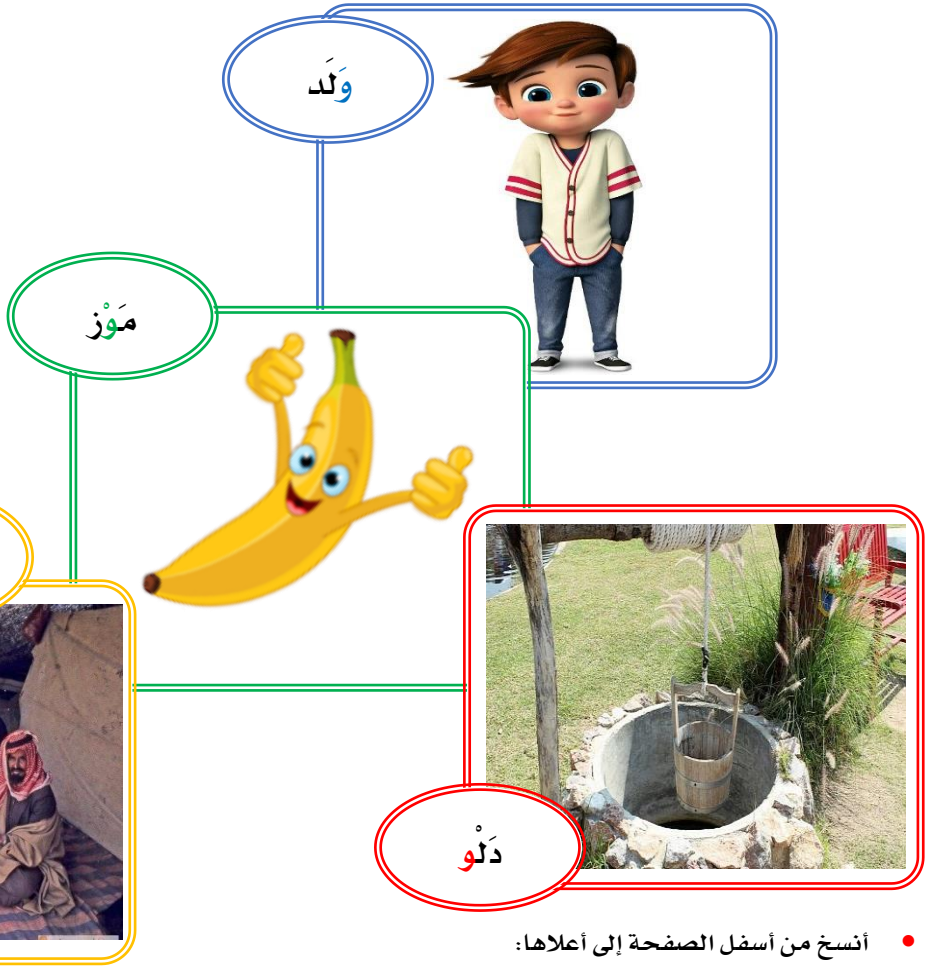 وَلَد
مَوْز
دَلْو
أنسخ من أسفل الصفحة إلى أعلاها: